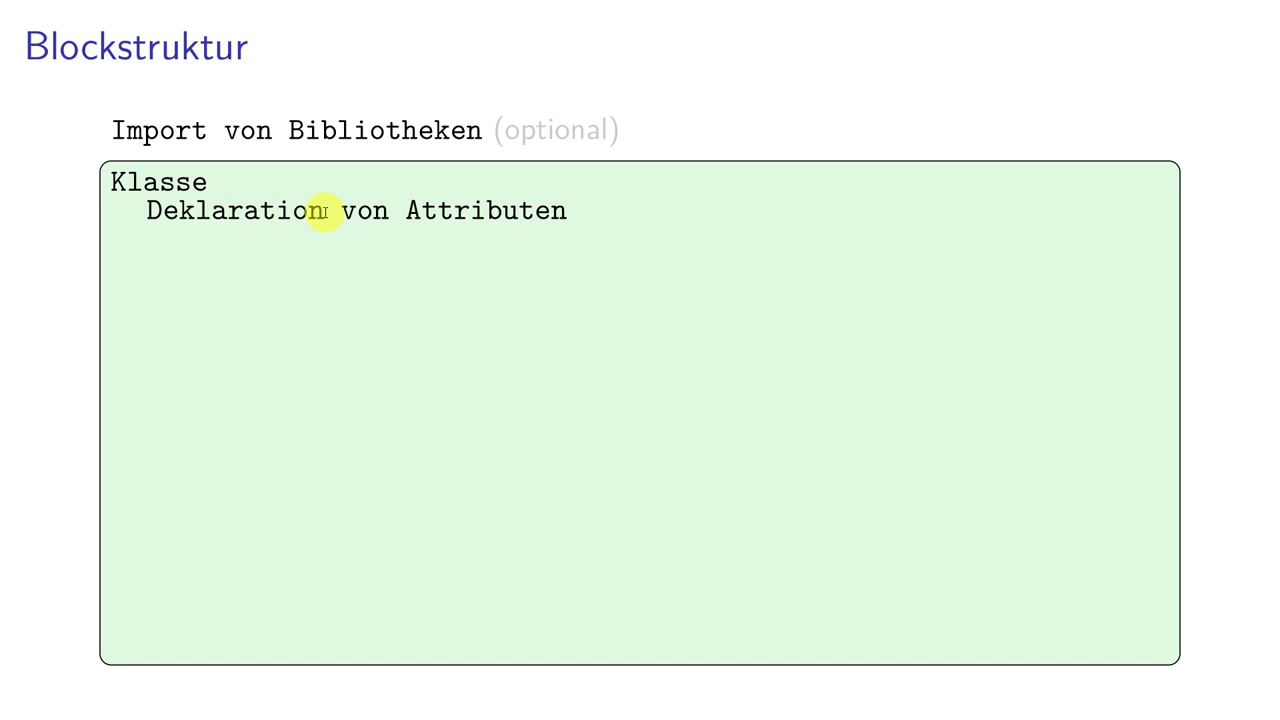 Blockstruktur
Import von Bibliotheken (optional)
Klasse
Deklaration von Attributen